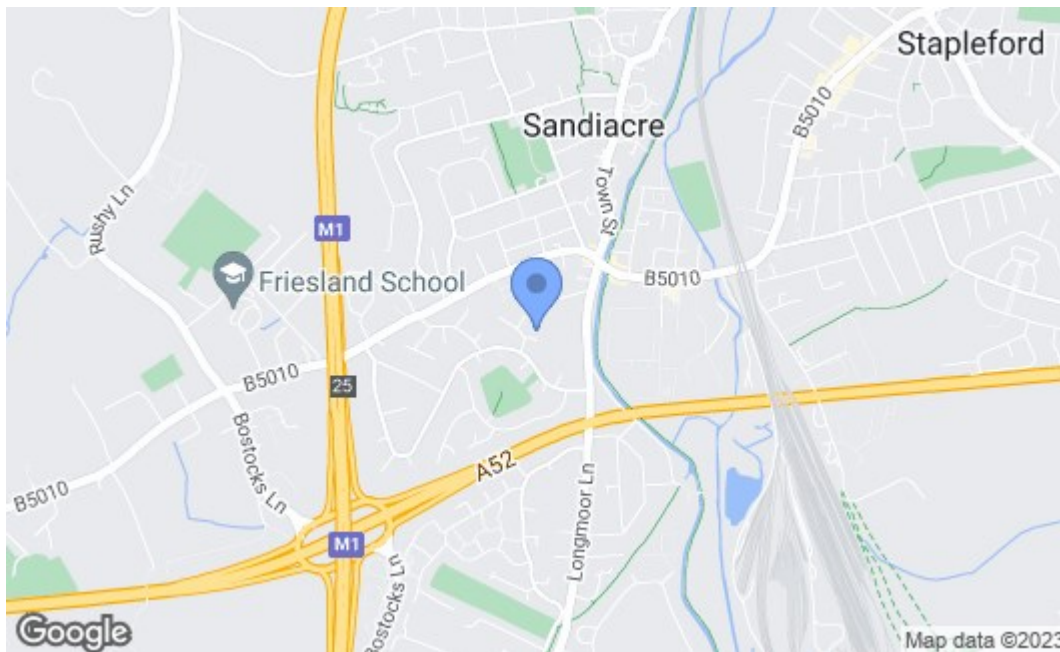 Stapleford
Sandiacre
B5010
Rushy Ln
Town St
M1
Friesland School
B5010
25
B5010
Bostocks Ln
A52
B5010
Longmoor Ln
M1
Bostocks Ln
Google
Map data ©2023